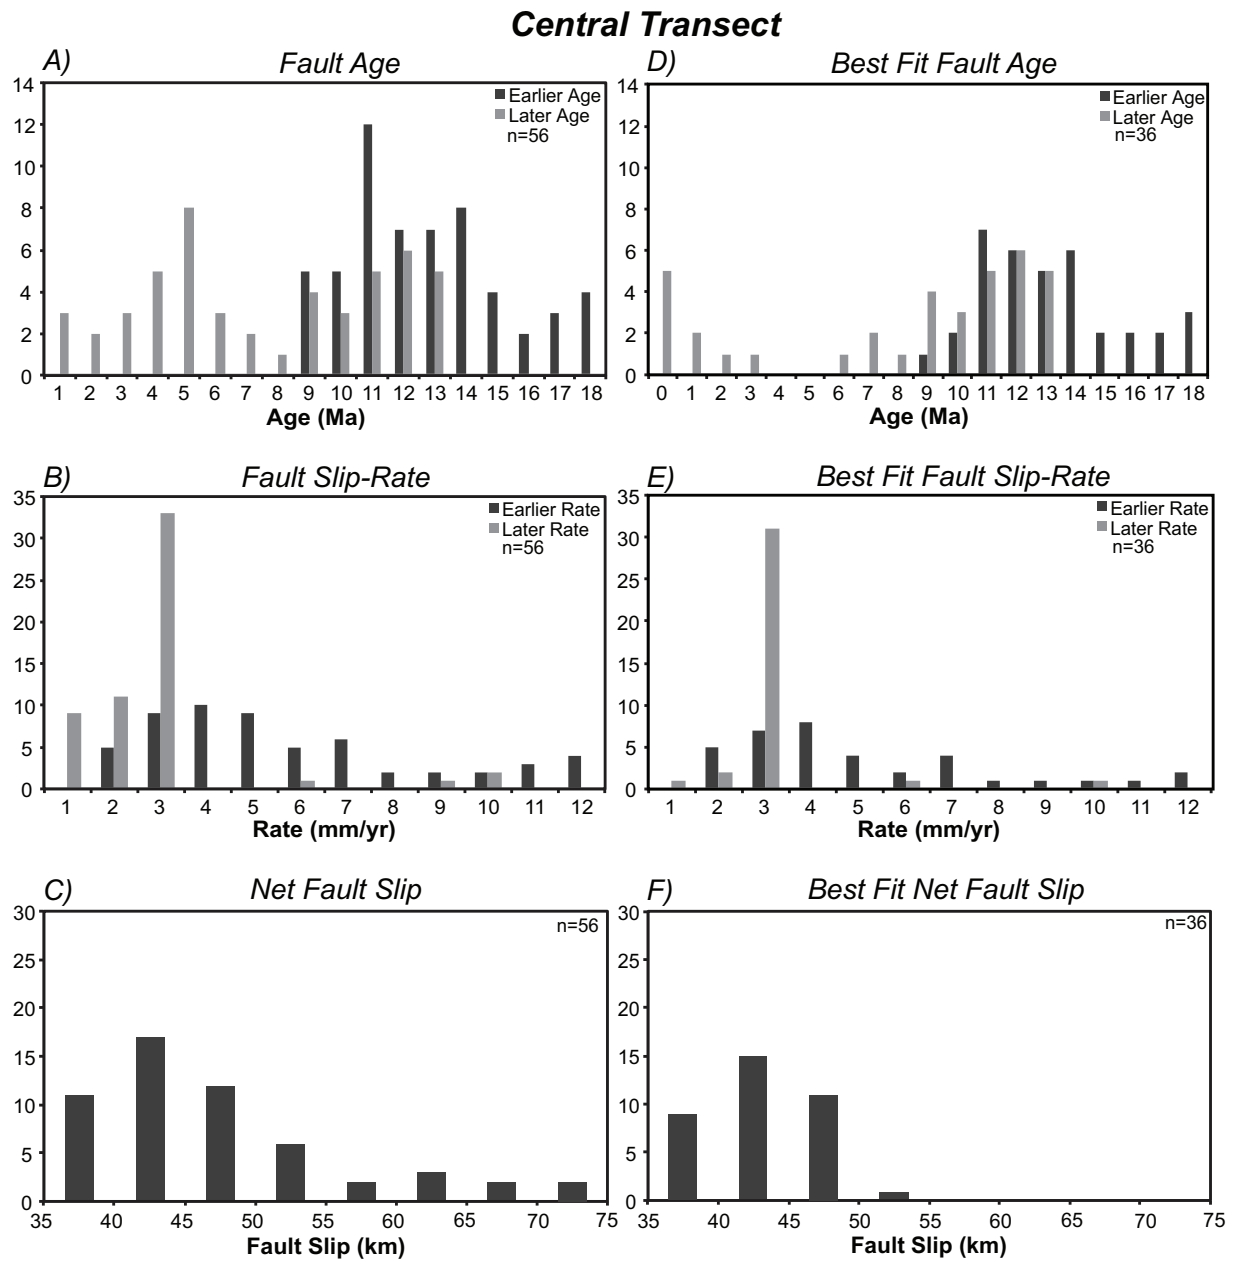 Central Transect
A)
Fault Age
14
12
10
8
6
4
2
0
Earlier Age
Later Age
n=56
1 2 3 4 5 6 7 8 9 10 11 12 13 14 15 16 17 18
Age (Ma)
D)
Best Fit Fault Age
14
12
10
8
6
4
2
0
Earlier Age
Later Age
n=36
0 1 2 3 4 5 6 7 8 9 10 11 12 13 14 15 16 17 18
Age (Ma)
B)
Fault Slip-Rate
35
30
25
20
15
10
5
0
Earlier Rate
Later Rate
n=56
1 2 3 4 5 6 7 8 9 10 11 12
Rate (mm/yr)
E)
Best Fit Fault Slip-Rate
35
30
25
20
15
10
5
0
Earlier Rate
Later Rate
n=36
1 2 3 4 5 6 7 8 9 10 11 12
Rate (mm/yr)
C)
Net Fault Slip
30
25
20
15
10
5
0
n=56
35 40 45 50 55 60 65 70 75
Fault Slip (km)
F)
Best Fit Net Fault Slip
30
25
20
15
10
5
0
n=36
35 40 45 50 55 60 65 70 75
Fault Slip (km)